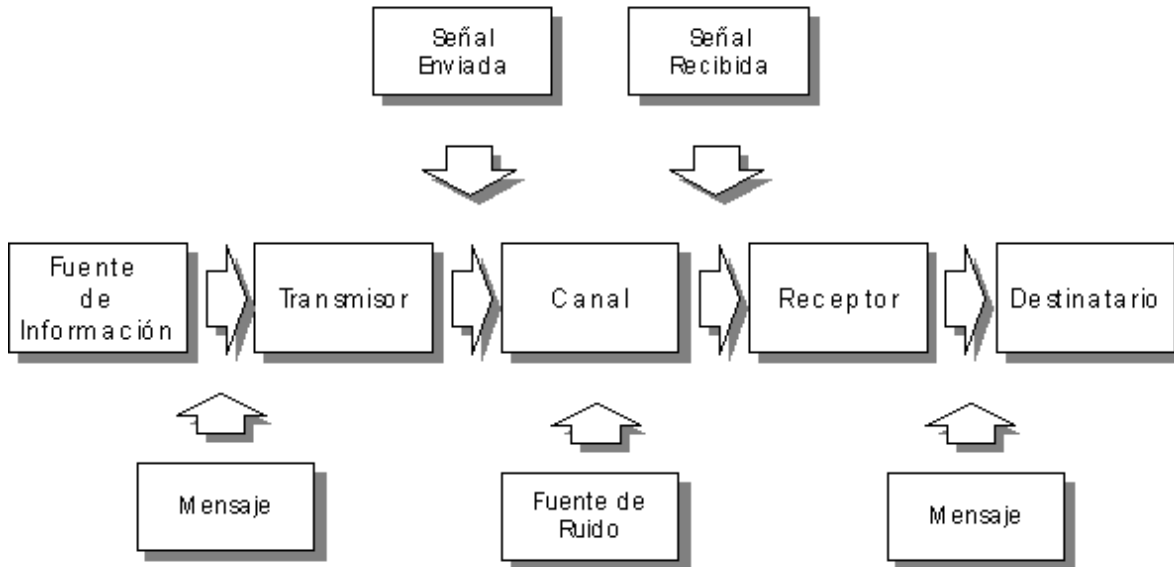 Señal
Enviada
Señal
Recibida
Fuente
de
Información
Transmisor
Canal
Receptor
Destinatario
Mensaje
Fuente de
Ruido
Mensaje